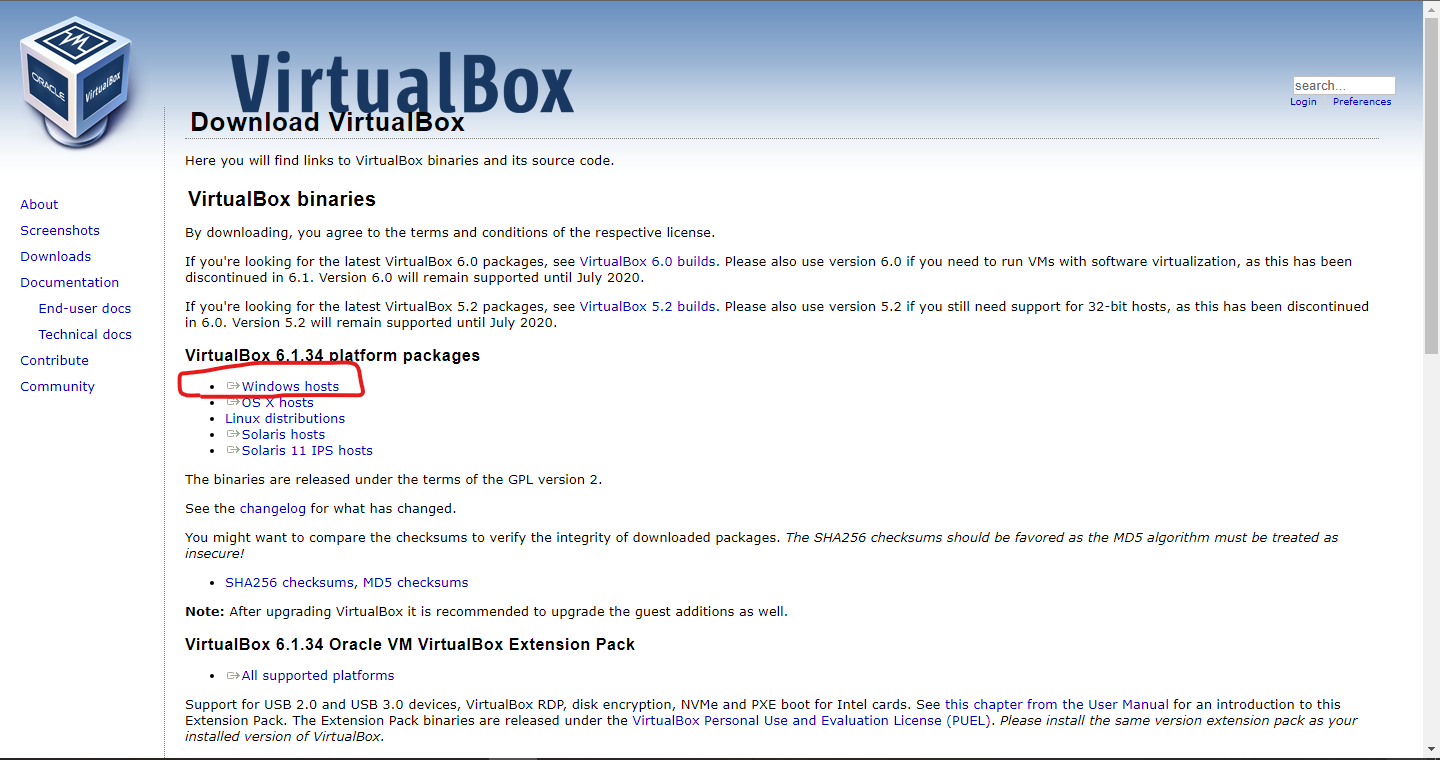 ORACLE
VirtualBox
VirtualBox
search...
Login Preferences
Download VirtualBox
Here you will find links to VirtualBox binaries and its source code.
About
Screenshots
Downloads
Documentation
End-user docs
Technical docs
Contribute
Community
VirtualBox binaries
By downloading, you agree to the terms and conditions of the respective license.
If you're looking for the latest VirtualBox 6.0 packages, see VirtualBox 6.0 builds. Please also use version 6.0 if you need to run VMs with software virtualization, as this has been
discontinued in 6.1. Version 6.0 will remain supported until July 2020.
If you're looking for the latest VirtualBox 5.2 packages, see VirtualBox 5.2 builds. Please also use version 5.2 if you still need support for 32-bit hosts, as this has been discontinued
in 6.0. Version 5.2 will remain supported until July 2020.
VirtualBox 6.1.34 platform packages
• Windows hosts
• OS X hosts
• Linux distributions
• Solaris hosts
• Solaris 11 IPS hosts
The binaries are released under the terms of the GPL version 2.
See the changelog for what has changed.
You might want to compare the checksums to verify the integrity of downloaded packages. The SHA256 checksums should be favored as the MD5 algorithm must be treated as
insecure!
• SHA256 checksums, MD5 checksums
Note: After upgrading VirtualBox it is recommended to upgrade the guest additions as well.
VirtualBox 6.1.34 Oracle VM VirtualBox Extension Pack
• All supported platforms
Support for USB 2.0 and USB 3.0 devices, VirtualBox RDP, disk encryption, NVMe and PXE boot for Intel cards. See this chapter from the User Manual for an introduction to this
Extension Pack. The Extension Pack binaries are released under the VirtualBox Personal Use and Evaluation License (PUEL). Please install the same version extension pack as your
installed version of VirtualBox.